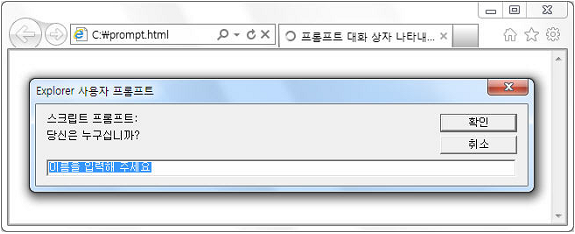 C:₩prompt.html
프롬프트 대화 상자 나타내...
Explorer 사용자 프롬프트
스크립트 프롬프트:
당신은 누구십니까?
확인
취소
이름을 입력해 주세요